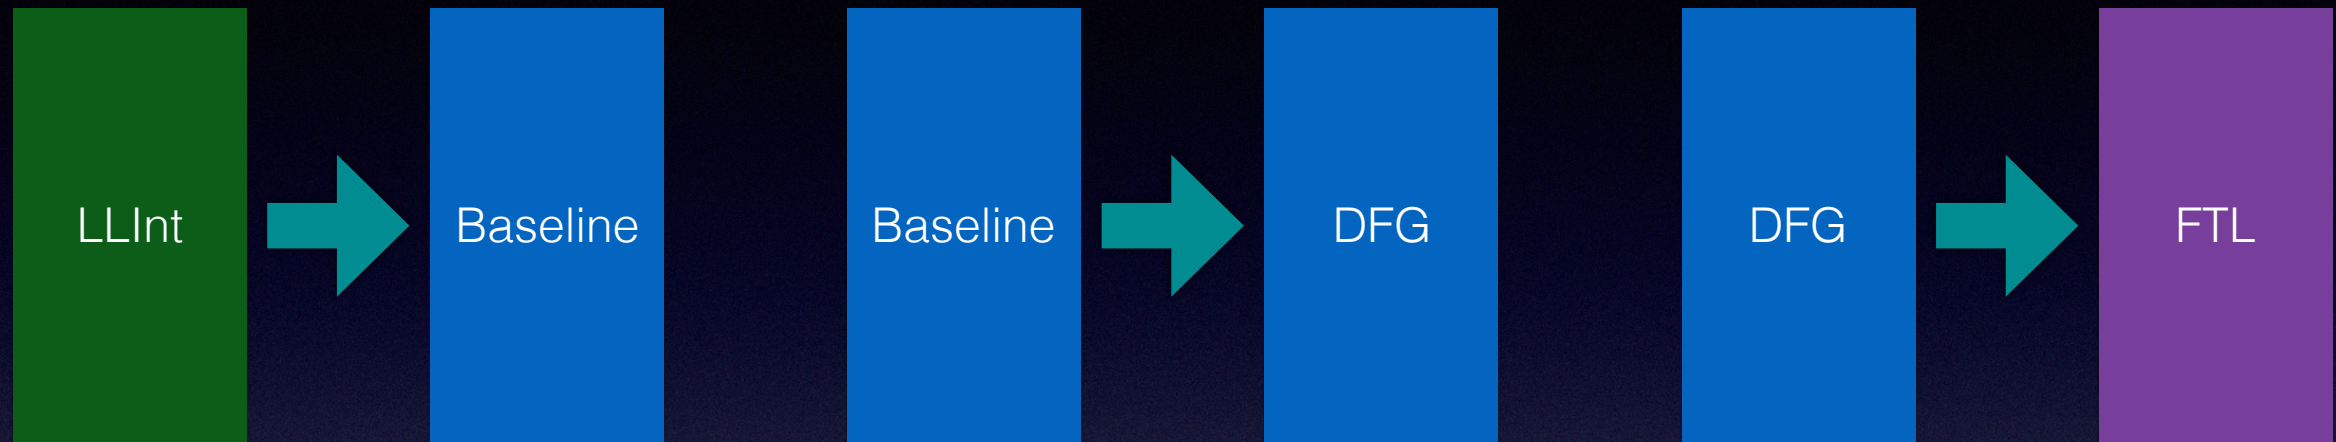 LLInt
Baseline
Baseline
DFG
DFG
FTL